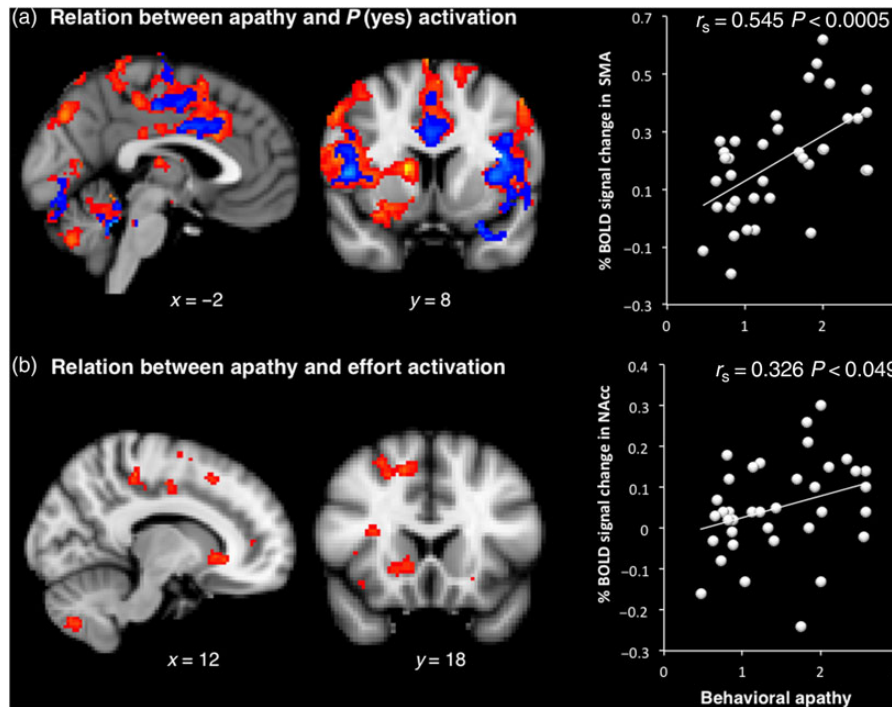 (a) Relation between apathy and P (yes) activation
x = −2
y = 8
rs = 0.545 P < 0.0005
% BOLD signal change in SMA
0.7
0.5
0.3
0.1
−0.1
−0.3
0
1
2
(b) Relation between apathy and effort activation
x = 12
y = 18
rs = 0.326 P < 0.049
% BOLD signal change in NAcc
0.4
0.3
0.2
0.1
0
−0.1
−0.2
−0.3
0
1
2
Behavioral apathy